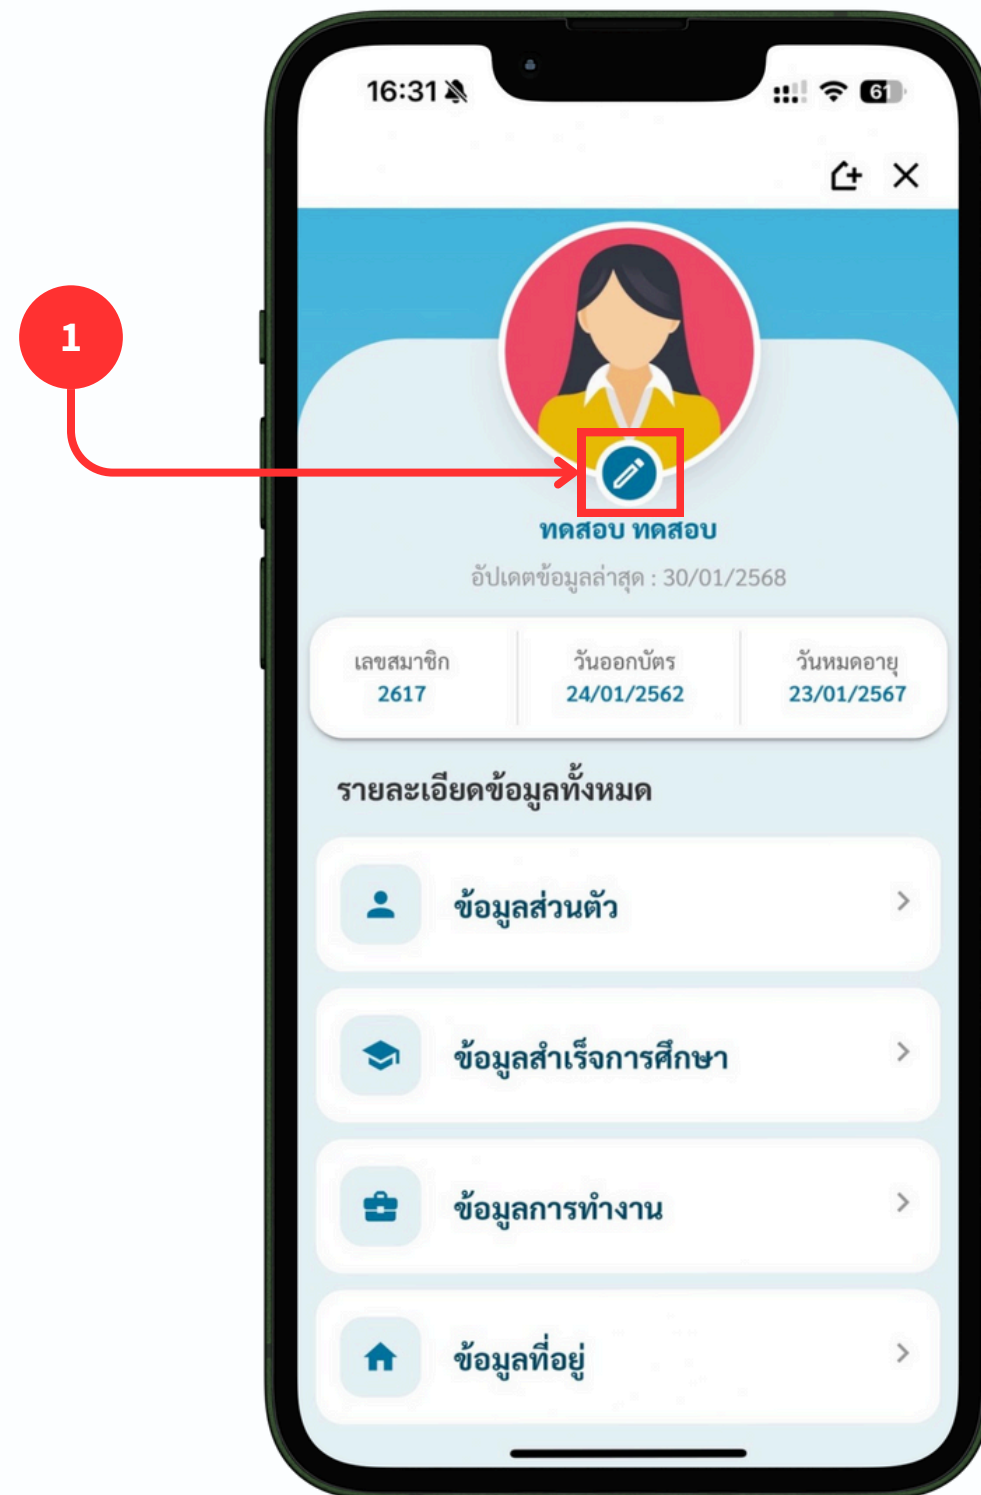 16:31
61
1
ทดสอบ ทดสอบ
อัปเดตข้อมูลล่าสุด : 30/01/2568
เลขสมาชิก วันออกบัตร วันหมดอายุ
2617 24/01/2562 23/01/2567
รายละเอียดข้อมูลทั้งหมด
ข้อมูลส่วนตัว
ข้อมูลสำเร็จการศึกษา
ข้อมูลการทำงาน
ข้อมูลที่อยู่